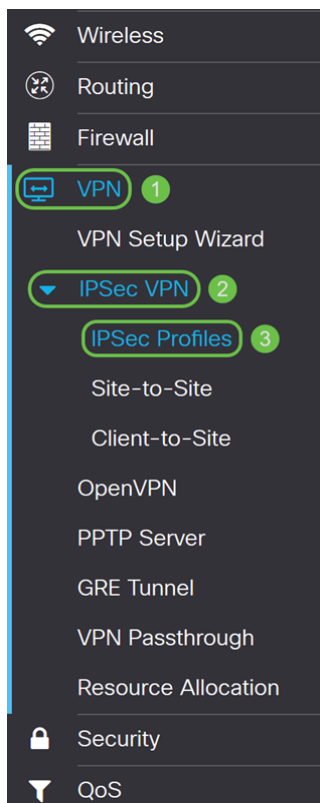 Wireless
Routing
Firewall
VPN 1
VPN Setup Wizard
IPSec VPN 2
IPSec Profiles 3
Site-to-Site
Client-to-Site
OpenVPN
PPTP Server
GRE Tunnel
VPN Passthrough
Resource Allocation
Security
QoS